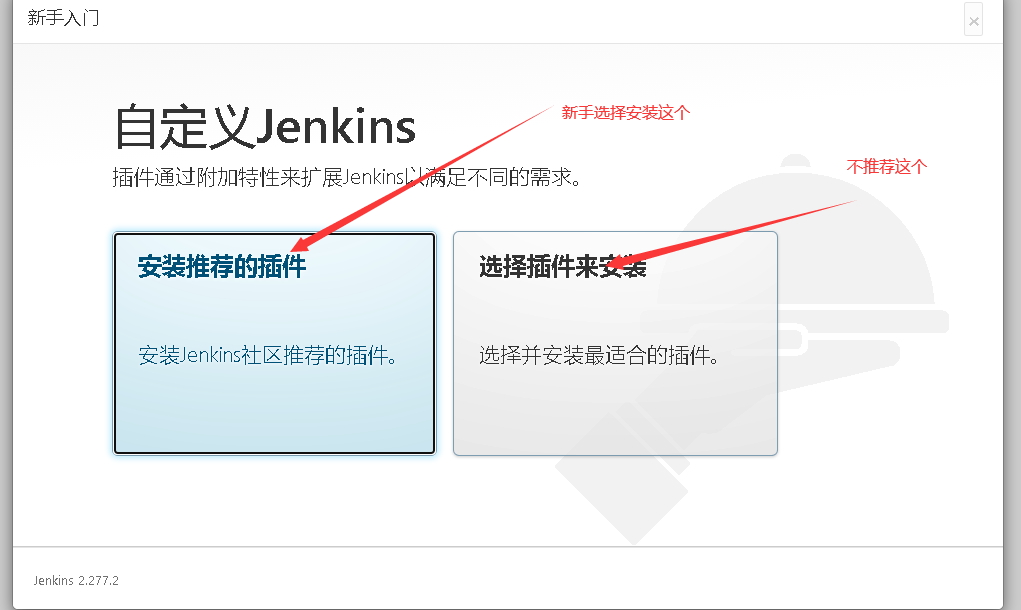 新手入门
×
自定义Jenkins
新手选择安装这个
插件通过附加特性来扩展Jenkins以满足不同的需求。
不推荐这个
安装推荐的插件
安装Jenkins社区推荐的插件。
选择插件来安装
选择并安装最适合的插件。
Jenkins 2.277.2